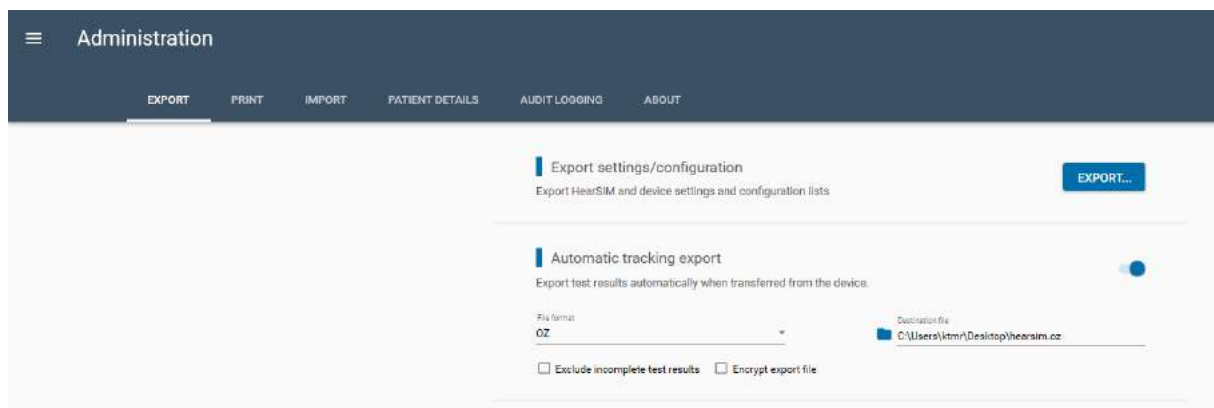 Administration
EXPORT PRINT IMPORT PATIENT DETAILS AUDIT LOGGING ABOUT
Export settings/configuration
EXPORT...
Export HearSIM and device settings and configuration lists
Automatic tracking export
Export test results automatically when transferred from the device.
File format
Destination file
OZ
C:\Users\ktmr\Desktop\hearsim.oz
Exclude incomplete test results Encrypt export file